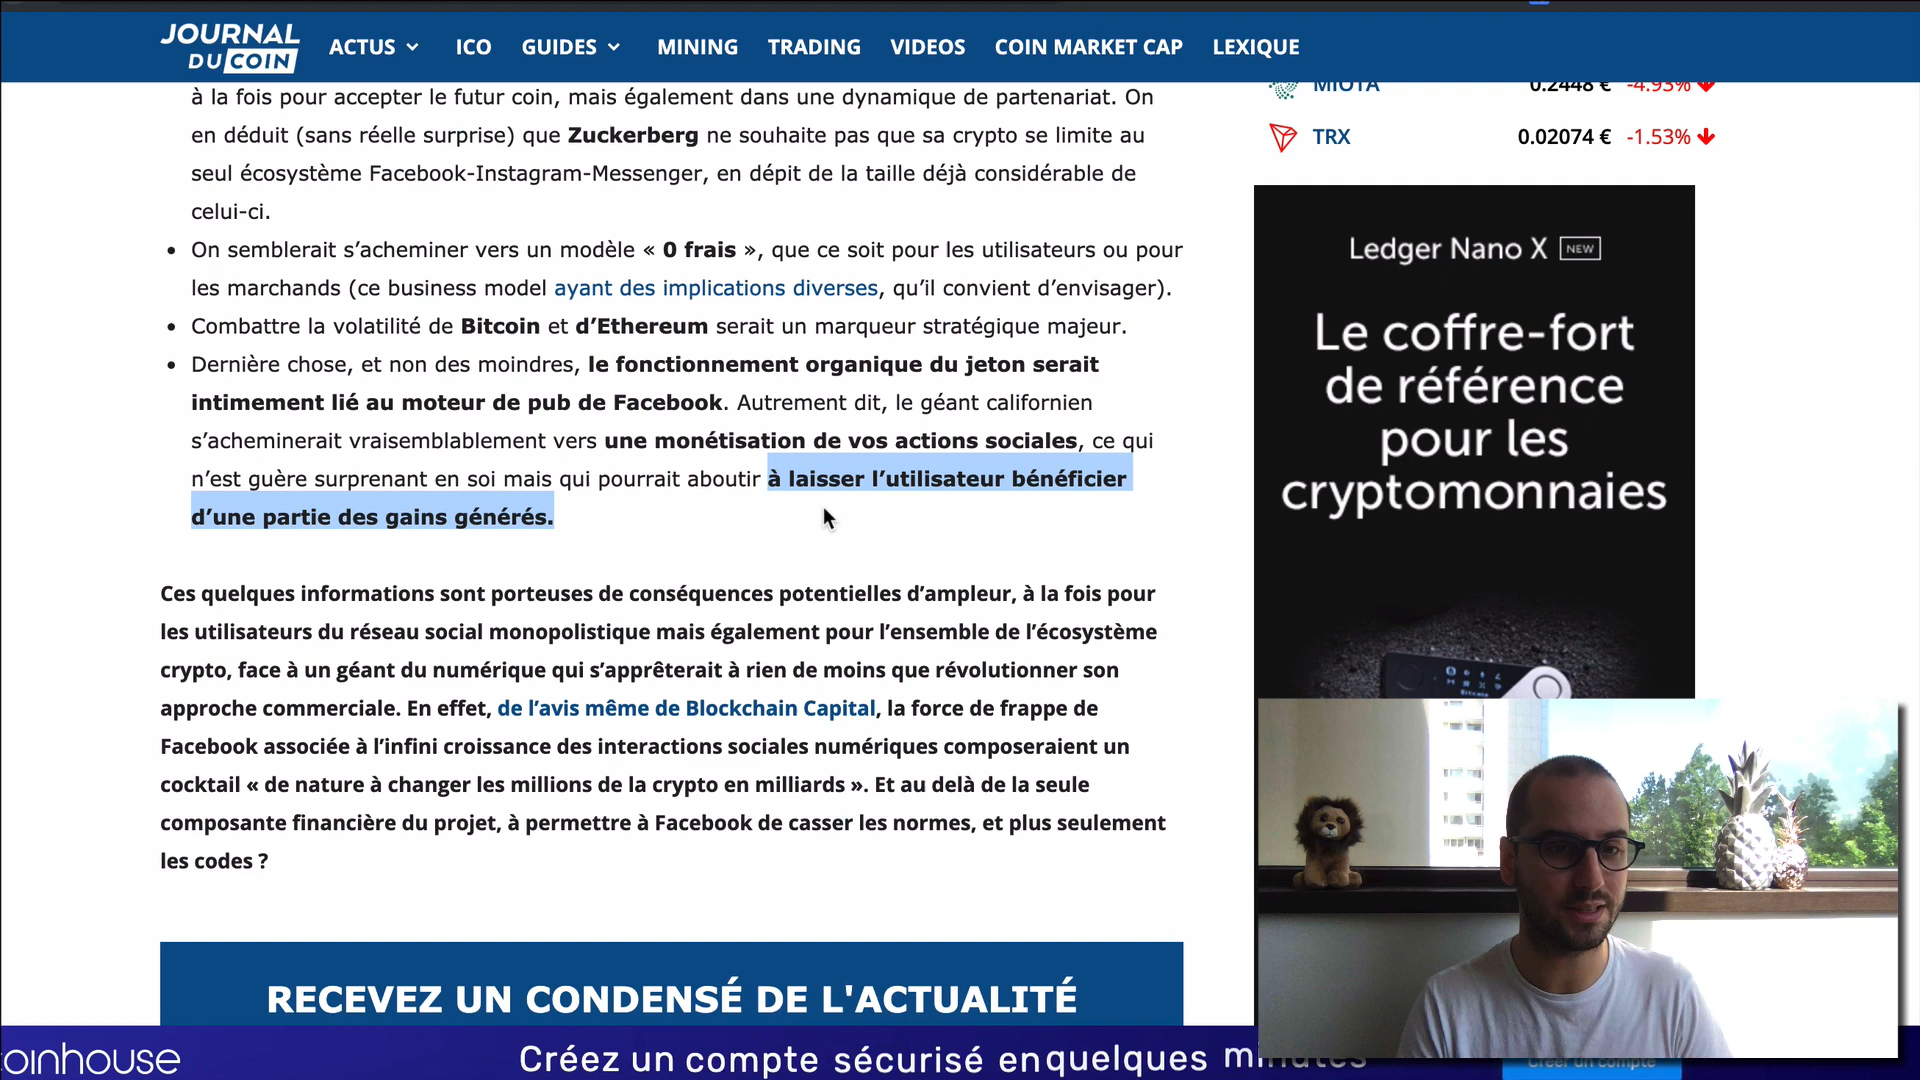 JOURNAL
DU COIN
ACTUS
ICO
GUIDES
MINING
TRADING
VIDEOS
COIN MARKET CAP
LEXIQUE
à la fois pour accepter le futur coin, mais également dans une dynamique de partenariat. On
en déduit (sans réelle surprise) que Zuckerberg ne souhaite pas que sa crypto se limite au
seul écosystème Facebook-Instagram-Messenger, en dépit de la taille déjà considérable de
celui-ci.
• On semblerait s’acheminer vers un modèle « 0 frais », que ce soit pour les utilisateurs ou pour
les marchands (ce business model ayant des implications diverses, qu’il convient d’envisager).
• Combattre la volatilité de Bitcoin et d’Ethereum serait un marqueur stratégique majeur.
• Dernière chose, et non des moindres, le fonctionnement organique du jeton serait
intimement lié au moteur de pub de Facebook. Autrement dit, le géant californien
s’acheminerait vraisemblablement vers une monétisation de vos actions sociales, ce qui
n’est guère surprenant en soi mais qui pourrait aboutir à laisser l’utilisateur bénéficier
d’une partie des gains générés.
Ces quelques informations sont porteuses de conséquences potentielles d’ampleur, à la fois pour
les utilisateurs du réseau social monopolistique mais également pour l’ensemble de l’écosystème
crypto, face à un géant du numérique qui s’apprêterait à rien de moins que révolutionner son
approche commerciale. En effet, de l’avis même de Blockchain Capital, la force de frappe de
Facebook associée à l’infini croissance des interactions sociales numériques composeraient un
cocktail « de nature à changer les millions de la crypto en milliards ». Et au delà de la seule
composante financière du projet, à permettre à Facebook de casser les normes, et plus seulement
les codes ?
RECEVEZ UN CONDENSÉ DE L'ACTUALITÉ
MIOTA 0.2448 € -4.93%
TRX 0.02074 € -1.53%
Ledger Nano X NEW
Le coffre-fort
de référence
pour les
cryptomonnaies
Bitcoin
oinhouse
Créez un compte sécurisé en quelques minutes
Créer un compte